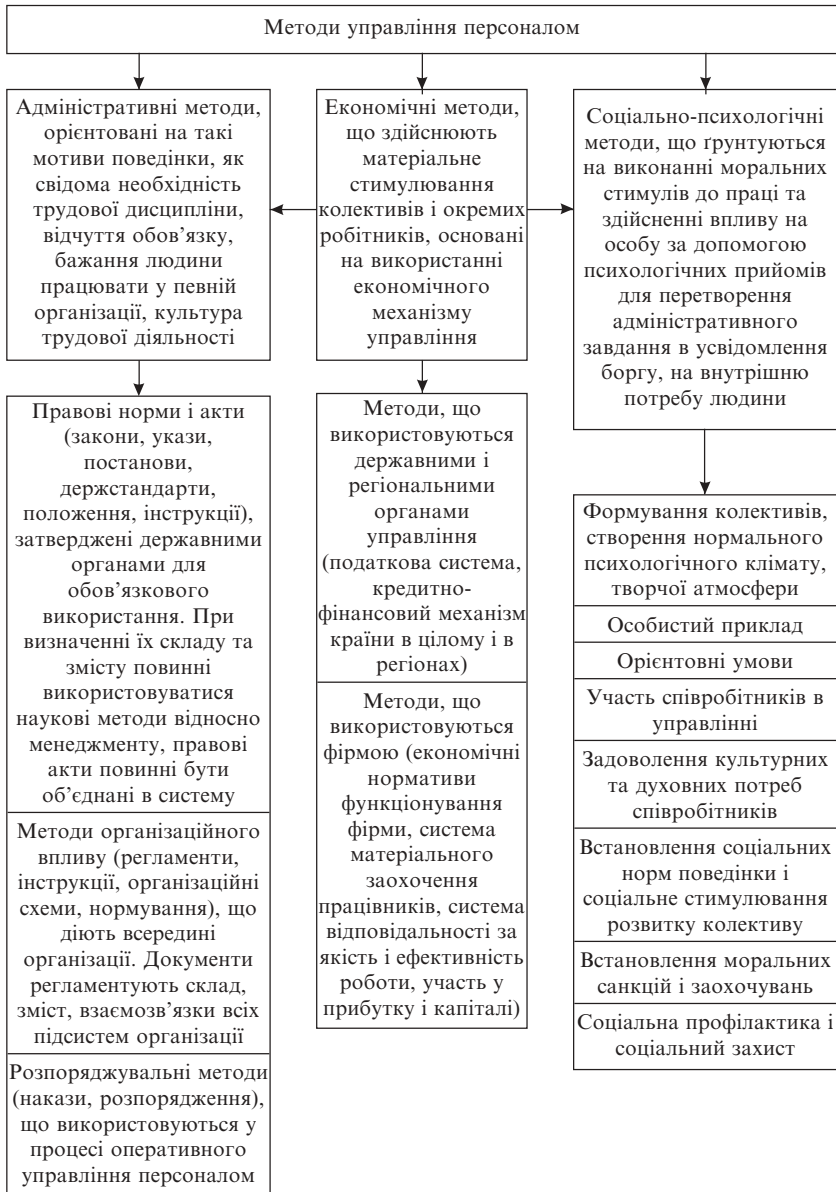 Методи управління персоналом
Адміністративні методи,
орієнтовані на такі
мотиви поведінки, як
свідома необхідність
трудової дисципліни,
відчуття обов’язку,
бажання людини
працювати у певній
організації, культура
трудової діяльності
Правові норми і акти
(закони, укази,
постанови,
держстандарти,
положення, інструкції),
затверджені державними
органами для
обов’язкового
використання. При
визначенні їх складу та
змісту повинні
використовуватися
наукові методи відносно
менеджменту, правові
акти повинні бути
об’єднані в систему
Методи організаційного
впливу (регламенти,
інструкції, організаційні
схеми, нормування), що
діють всередині
організації. Документи
регламентують склад,
зміст, взаємозв’язки всіх
підсистем організації
Розпоряджувальні методи
(накази, розпорядження),
що використовуються у
процесі оперативного
управління персоналом
Економічні методи,
що здійснюють
матеріальне
стимулювання
колективів і окремих
робітників, основані
на використанні
економічного
механізму
управління
Методи, що
використовуються
державними і
регіональними
органами
управління
(податкова система,
кредитно-
фінансовий механізм
країни в цілому і в
регіонах)
Методи, що
використовуються
фірмою (економічні
нормативи
функціонування
фірми, система
матеріального
заохочення
працівників, система
відповідальності за
якість і ефективність
роботи, участь у
прибутку і капіталі)
Соціально-психологічні
методи, що ґрунтуються
на виконанні моральних
стимулів до праці та
здійсненні впливу на
особу за допомогою
психологічних прийомів
для перетворення
адміністративного
завдання в усвідомлення
боргу, на внутрішню
потребу людини
Формування колективів,
створення нормального
психологічного клімату,
творчої атмосфери
Особистий приклад
Орієнтовні умови
Участь співробітників в
управлінні
Задоволення культурних
та духовних потреб
співробітників
Встановлення соціальних
норм поведінки і
соціальне стимулювання
розвитку колективу
Встановлення моральних
санкцій і заохочувань
Соціальна профілактика і
соціальний захист